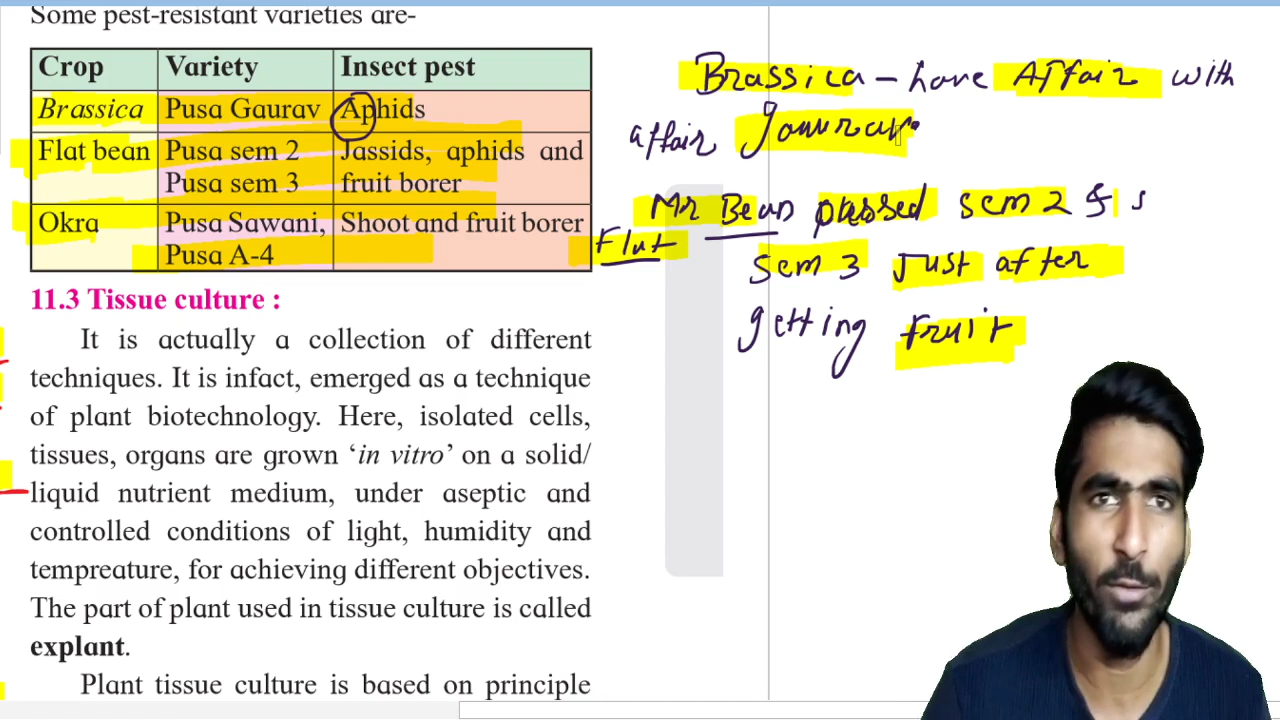 Some pest-resistant varieties are-
Crop Variety Insect pest
Brassica Pusa Gaurav Aphids
Flat bean Pusa sem 2 Jassids, aphids and
Pusa sem 3 fruit borer
Okra Pusa Sawani, Shoot and fruit borer
Pusa A-4
11.3 Tissue culture :
It is actually a collection of different
techniques. It is infact, emerged as a technique
of plant biotechnology. Here, isolated cells,
tissues, organs are grown ‘in vitro’ on a solid/
liquid nutrient medium, under aseptic and
controlled conditions of light, humidity and
tempreature, for achieving different objectives.
The part of plant used in tissue culture is called
explant.
Plant tissue culture is based on principle
Brassica – have Affair with
affair
Mr Bean passed sem 2 & s
Flat
sem 3 Just after
getting fruit